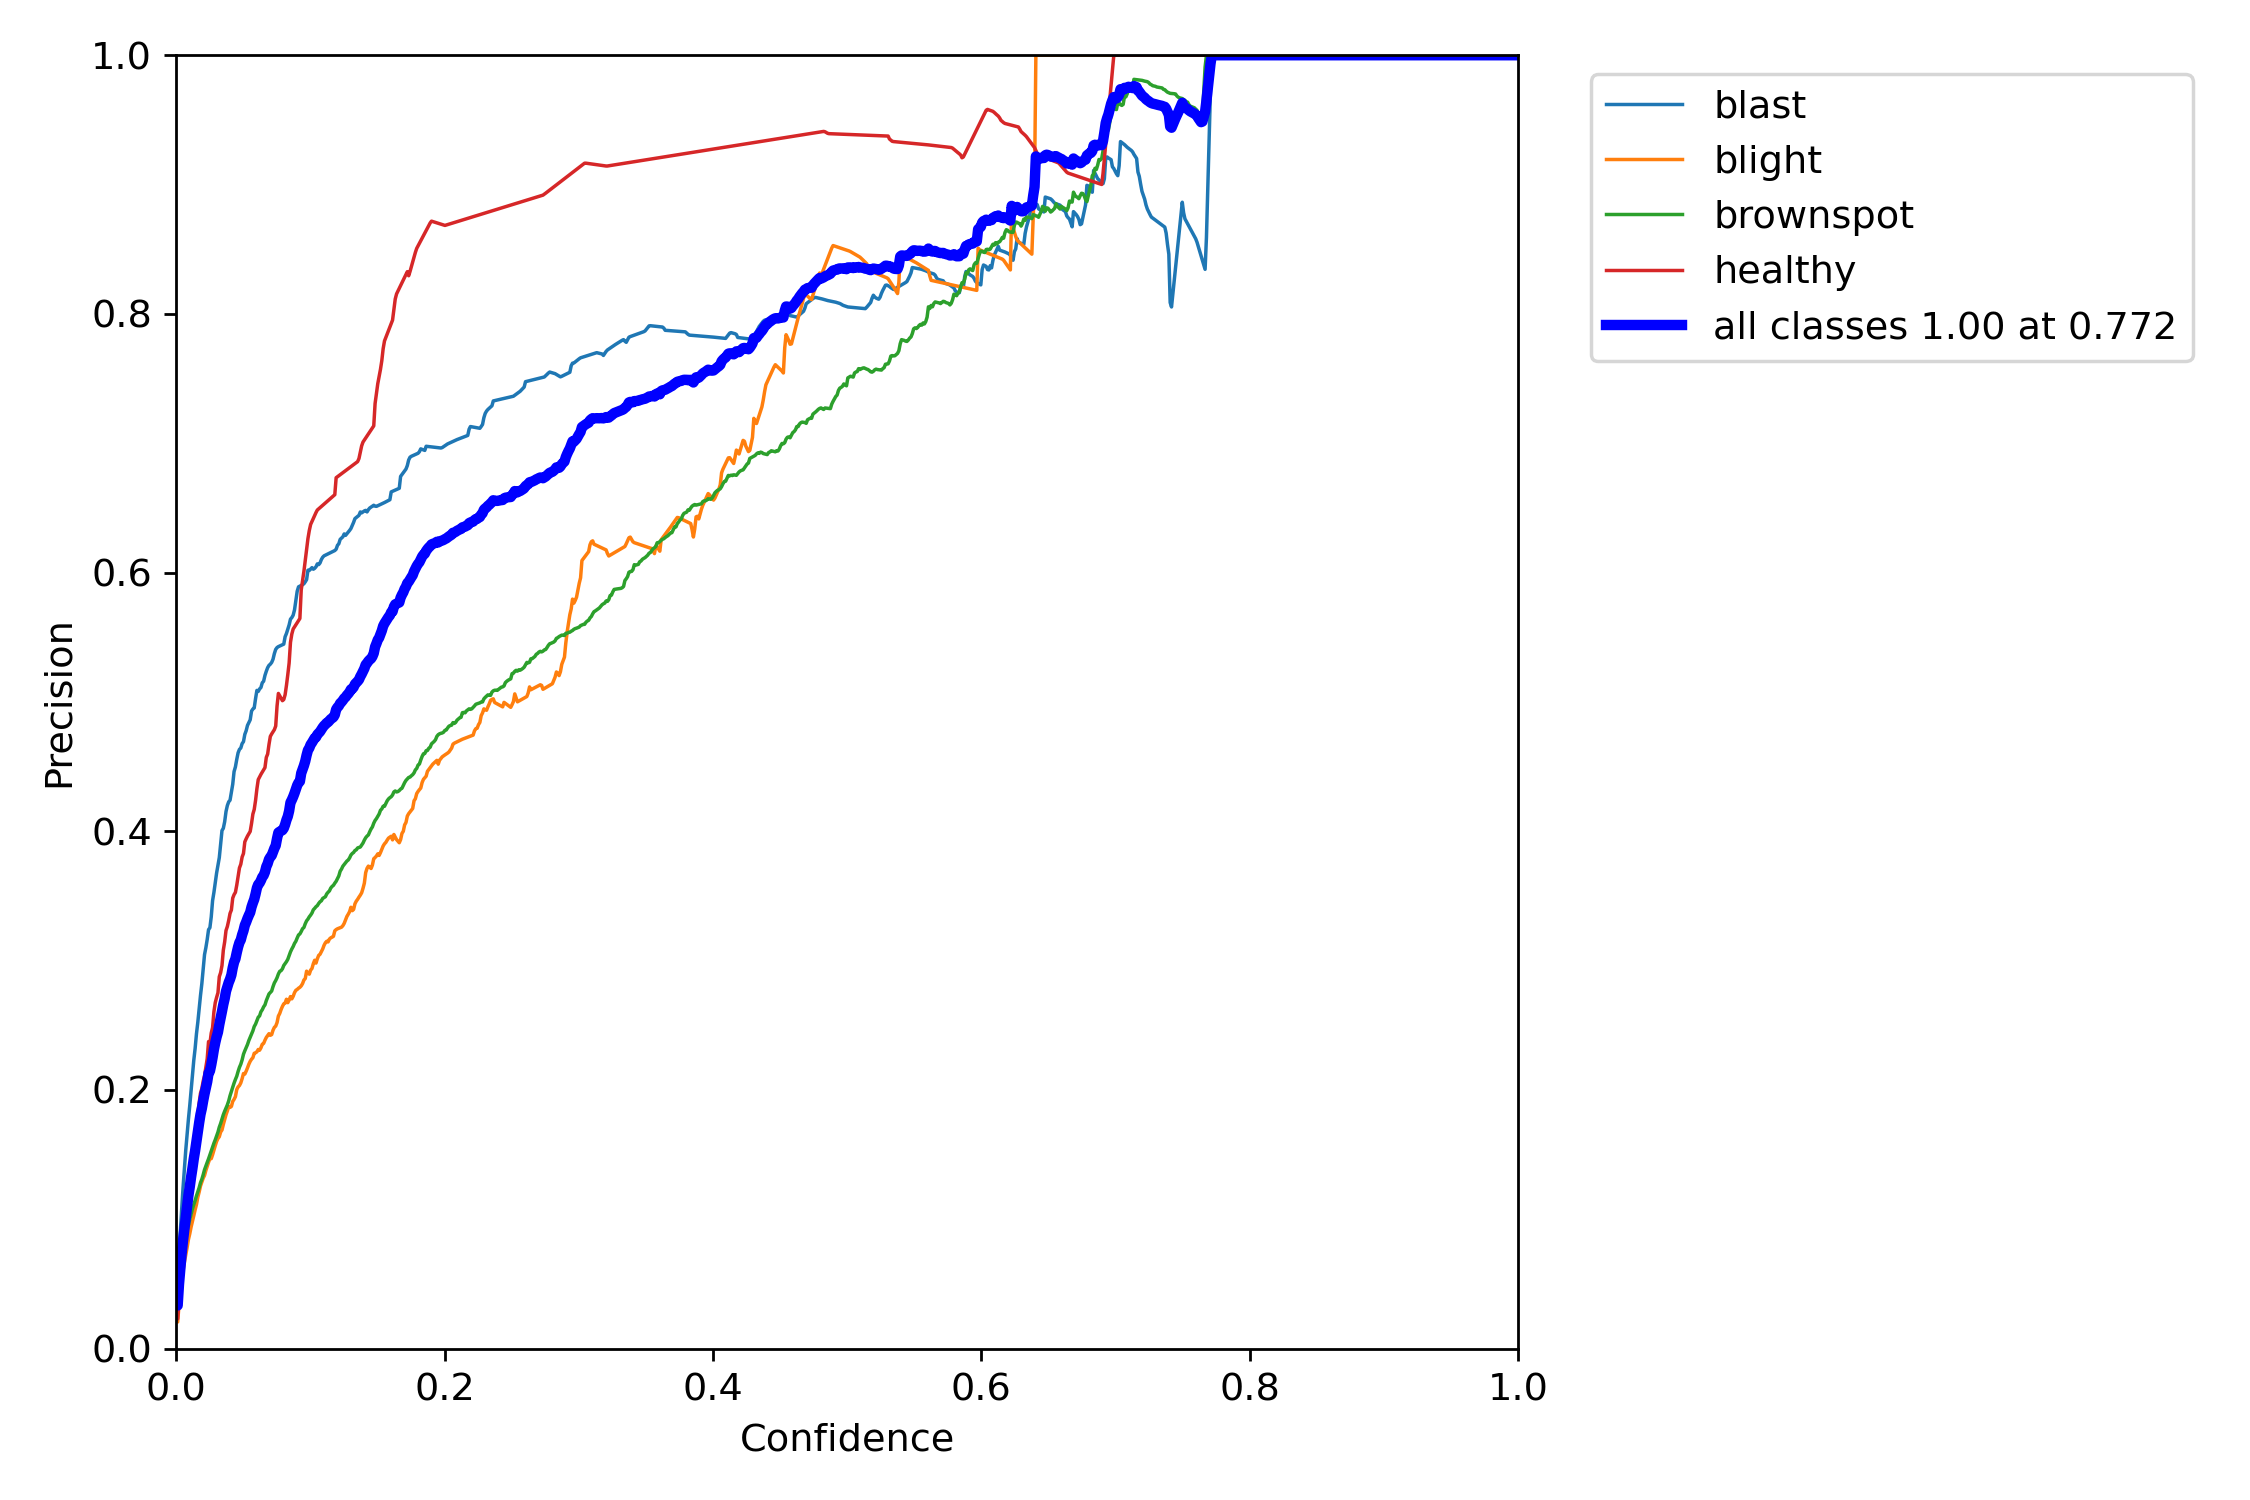 1.0
0.8
0.6
0.4
0.2
0.0
Precision
0.0 0.2 0.4 0.6 0.8 1.0
Confidence
blast
blight
brownspot
healthy
all classes 1.00 at 0.772